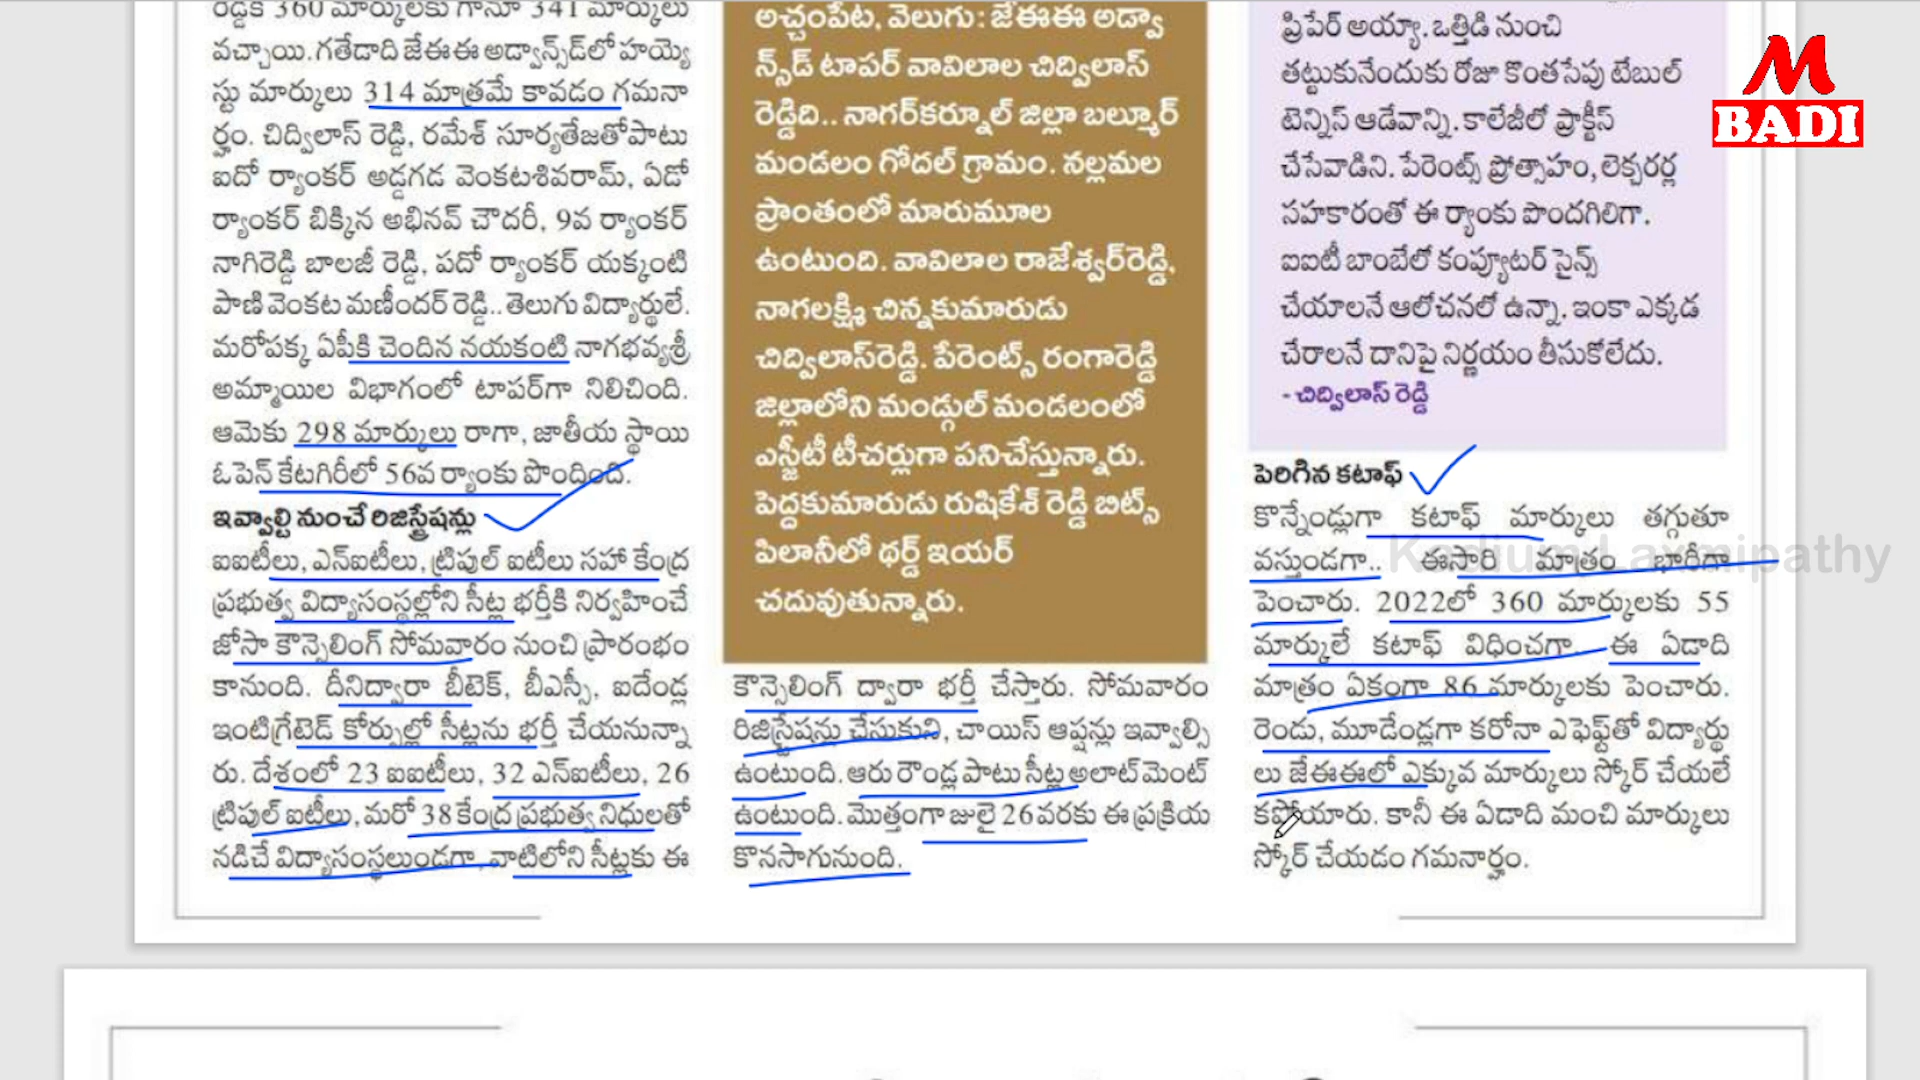 రెడ్డికి 360 మార్కులకు గానూ 341 మార్కులు
వచ్చాయి. గతేడాది జేఈఈ అడ్వాన్స్‌డ్‌లో హయ్యె
స్టు మార్కులు 314 మాత్రమే కావడం గమనా
ర్హం. చిద్విలాస్ రెడ్డి, రమేశ్ సూర్యతేజతోపాటు
ఐదో ర్యాంకర్ అడ్డగడ వెంకటశివరామ్, ఏడో
ర్యాంకర్ బిక్కిన అభినవ్ చౌదరీ, 9వ ర్యాంకర్
నాగిరెడ్డి బాలజీ రెడ్డి, పదో ర్యాంకర్ యక్కంటి
పాణి వెంకట మణీందర్ రెడ్డి.. తెలుగు విద్యార్థులే.
మరోపక్క ఏపీకి చెందిన నయకంటి నాగభవ్యశ్రీ
అమ్మాయిల విభాగంలో టాపర్‌గా నిలిచింది.
ఆమెకు 298 మార్కులు రాగా, జాతీయ స్థాయి
ఓపెన్ కేటగిరీలో 56వ ర్యాంకు పొందింది.
ఇవ్వాల్టి నుంచే రిజిస్ట్రేషన్లు
ఐఐటీలు, ఎన్ఐటీలు, ట్రిపుల్ ఐటీలు సహా కేంద్ర
ప్రభుత్వ విద్యాసంస్థల్లోని సీట్ల భర్తీకి నిర్వహించే
జోసా కౌన్సెలింగ్ సోమవారం నుంచి ప్రారంభం
కానుంది. దీనిద్వారా బీటెక్, బీఎస్సీ, ఐదేండ్ల
ఇంటిగ్రేటెడ్ కోర్సుల్లో సీట్లను భర్తీ చేయనున్నా
రు. దేశంలో 23 ఐఐటీలు, 32 ఎన్ఐటీలు, 26
ట్రిపుల్ ఐటీలు, మరో 38 కేంద్ర ప్రభుత్వ నిధులతో
నడిచే విద్యాసంస్థలుండగా, వాటిలోని సీట్లకు ఈ
అచ్చంపేట, వెలుగు: జేఈఈ అడ్వా
న్స్‌డ్ టాపర్ వావిలాల చిద్విలాస్
రెడ్డిది.. నాగర్‌కర్నూల్ జిల్లా బల్మూర్
మండలం గోదల్ గ్రామం. నల్లమల
ప్రాంతంలో మారుమూల
ఉంటుంది. వావిలాల రాజేశ్వర్‌రెడ్డి,
నాగలక్ష్మి చిన్నకుమారుడు
చిద్విలాస్‌రెడ్డి. పేరెంట్స్ రంగారెడ్డి
జిల్లాలోని మండ్గుల్ మండలంలో
ఎస్జీటీ టీచర్లుగా పనిచేస్తున్నారు.
పెద్దకుమారుడు రుషికేశ్ రెడ్డి బిట్స్
పిలానీలో థర్డ్ ఇయర్
చదువుతున్నారు.
కౌన్సెలింగ్ ద్వారా భర్తీ చేస్తారు. సోమవారం
రిజిస్ట్రేషన్లు చేసుకుని, చాయిస్ ఆప్షన్లు ఇవ్వాల్సి
ఉంటుంది. ఆరు రౌండ్ల పాటు సీట్ల అలాట్‌మెంట్
ఉంటుంది. మొత్తంగా జులై 26 వరకు ఈ ప్రక్రియ
కొనసాగునుంది.
ప్రిపేర్ అయ్యా. ఒత్తిడి నుంచి
తట్టుకునేందుకు రోజూ కొంతసేపు టేబుల్
టెన్నిస్ ఆడేవాన్ని. కాలేజీలో ప్రాక్టీస్
చేసేవాడిని. పేరెంట్స్ ప్రోత్సాహం, లెక్చరర్ల
సహకారంతో ఈ ర్యాంకు పొందగిలిగా.
ఐఐటీ బాంబేలో కంప్యూటర్ సైన్స్
చేయాలనే ఆలోచనలో ఉన్నా. ఇంకా ఎక్కడ
చేరాలనే దానిపై నిర్ణయం తీసుకోలేదు.
- చిద్విలాస్ రెడ్డి
పెరిగిన కటాఫ్
కొన్నేండ్లుగా కటాఫ్ మార్కులు తగ్గుతూ
వస్తుండగా.. ఈసారి మాత్రం భారీగా
పెంచారు. 2022లో 360 మార్కులకు 55
మార్కులే కటాఫ్ విధించగా.. ఈ ఏడాది
మాత్రం ఏకంగా 86 మార్కులకు పెంచారు.
రెండు, మూడేండ్లుగా కరోనా ఎఫెఫ్ట్‌తో విద్యార్థు
లు జేఈఈలో ఎక్కువ మార్కులు స్కోర్ చేయలే
కపోయారు. కానీ ఈ ఏడాది మంచి మార్కులు
స్కోర్ చేయడం గమనార్హం.
M
BADI
Kadium Laxmipathy